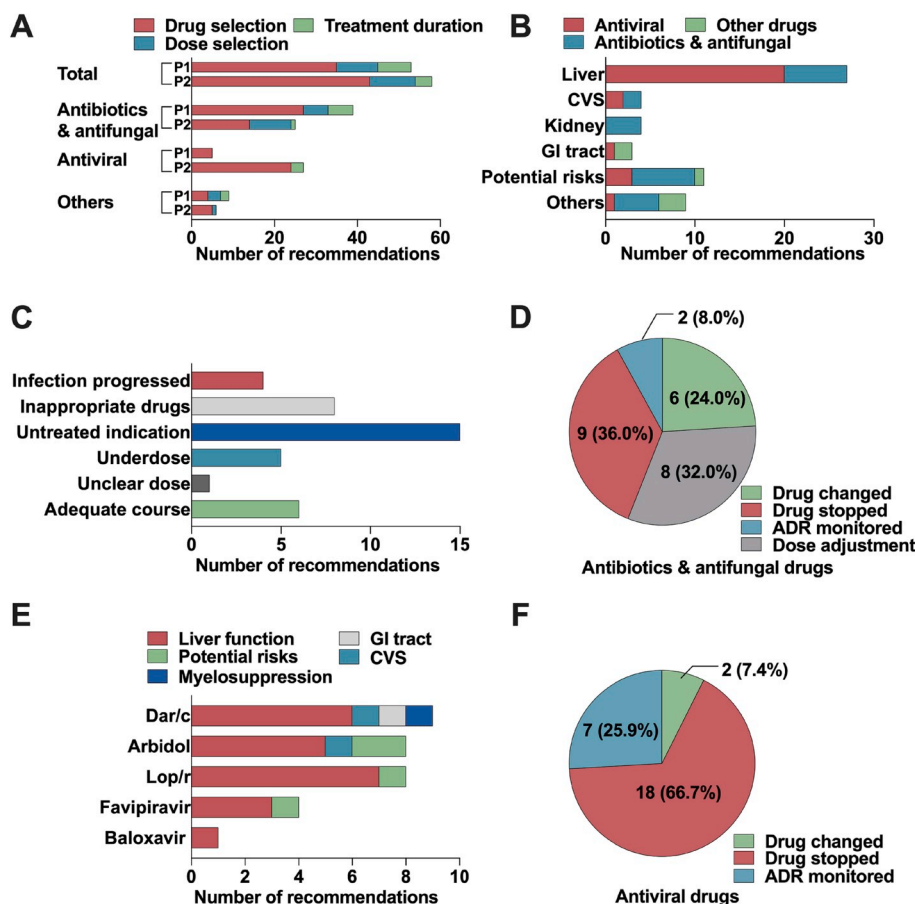 A
Drug selection
Treatment duration
Dose selection
Total
P1
P2
Antibiotics
& antifungal
P1
P2
Antiviral
P1
P2
Others
P1
P2
0 20 40 60
Number of recommendations
B
Antiviral
Other drugs
Antibiotics & antifungal
Liver
CVS
Kidney
GI tract
Potential risks
Others
0 10 20 30
Number of recommendations
C
Infection progressed
Inappropriate drugs
Untreated indication
Underdose
Unclear dose
Adequate course
0 5 10 15
Number of recommendations
D
2 (8.0%)
6 (24.0%)
9 (36.0%)
8 (32.0%)
Drug changed
Drug stopped
ADR monitored
Dose adjustment
Antibiotics & antifungal drugs
E
Liver function
GI tract
Potential risks
CVS
Myelosuppression
Dar/c
Arbidol
Lop/r
Favipiravir
Baloxavir
0 2 4 6 8 10
Number of recommendations
F
2 (7.4%)
7 (25.9%)
18 (66.7%)
Drug changed
Drug stopped
ADR monitored
Antiviral drugs